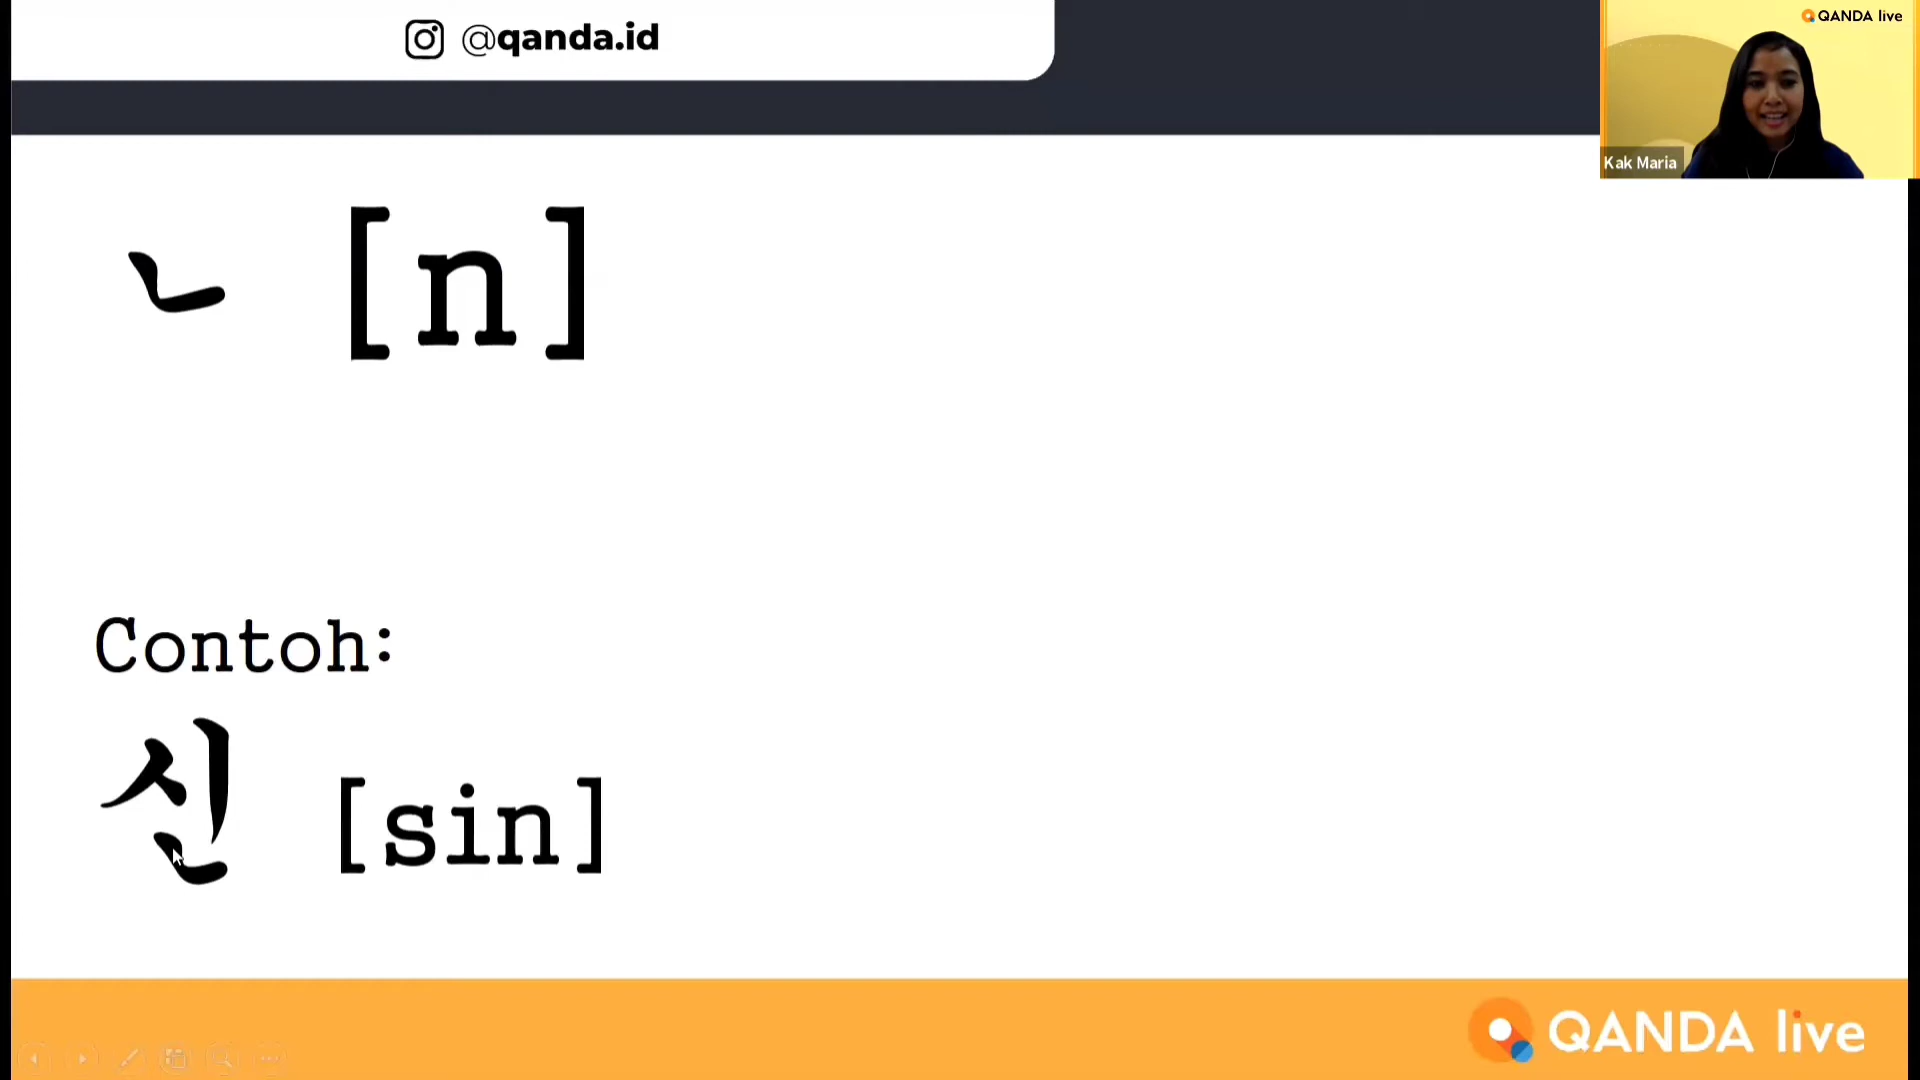 @qanda.id
QANDA live
Kak Maria
ㄴ [n]
Contoh:
신 [sin]
QANDA live